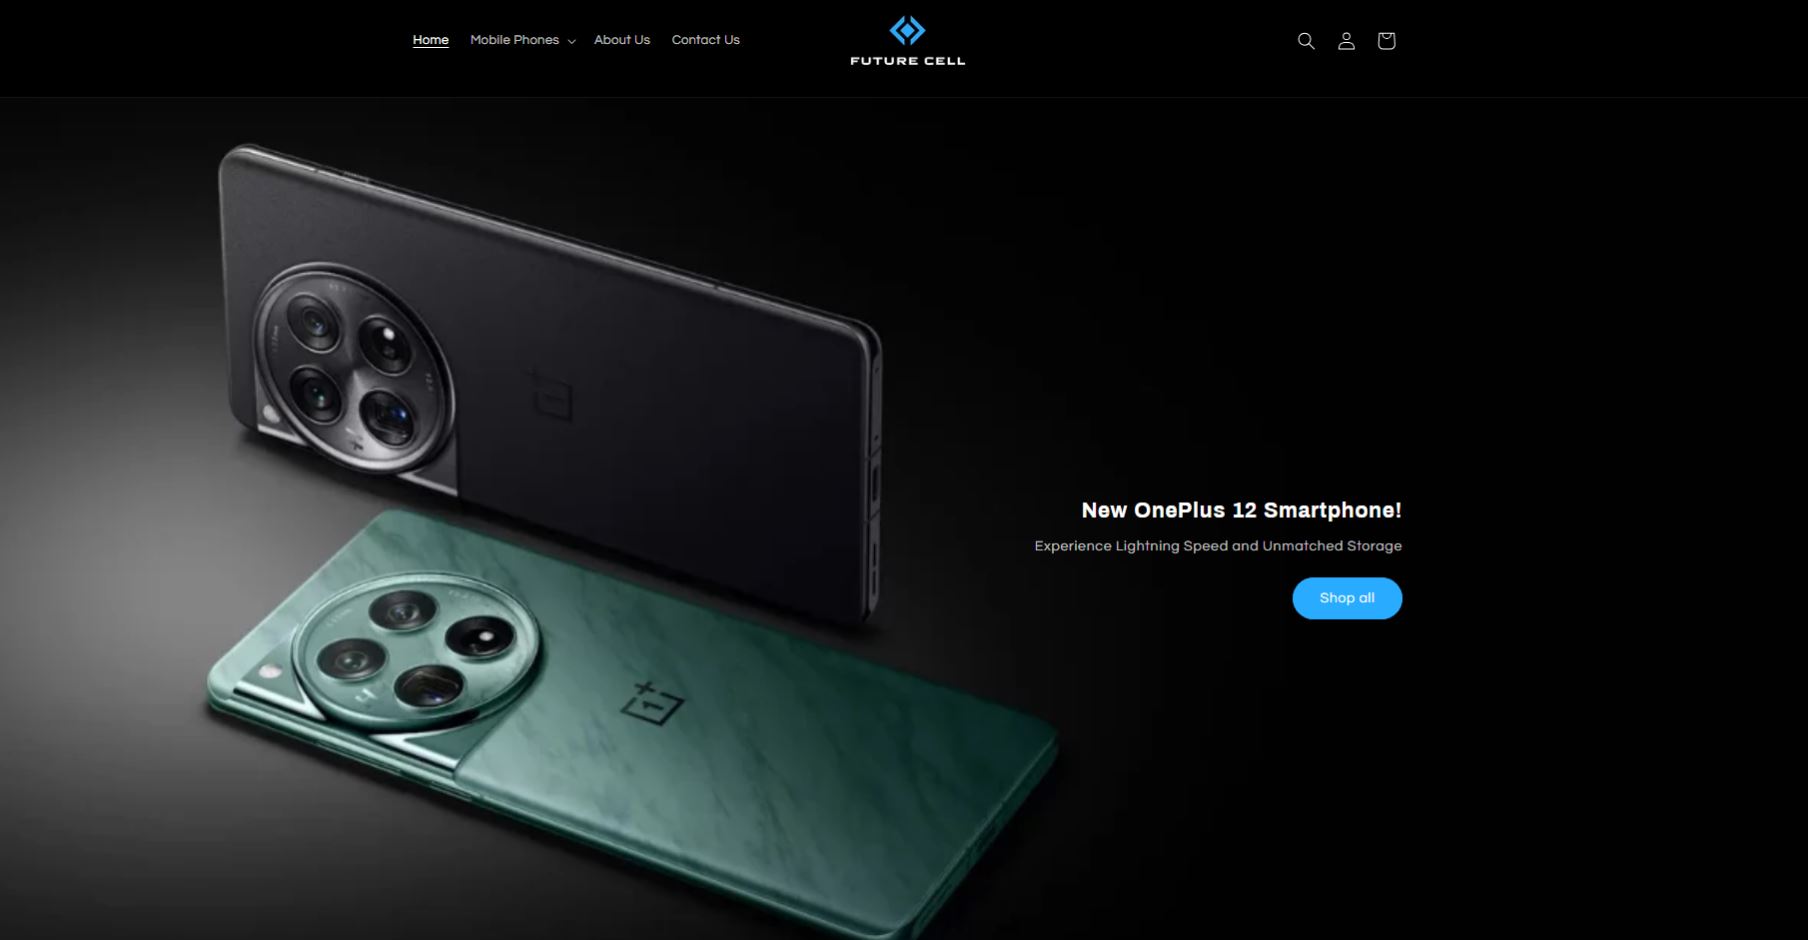 Home
Mobile Phones
About Us
Contact Us
FUTURE CELL
New OnePlus 12 Smartphone!
Experience Lightning Speed and Unmatched Storage
Shop all